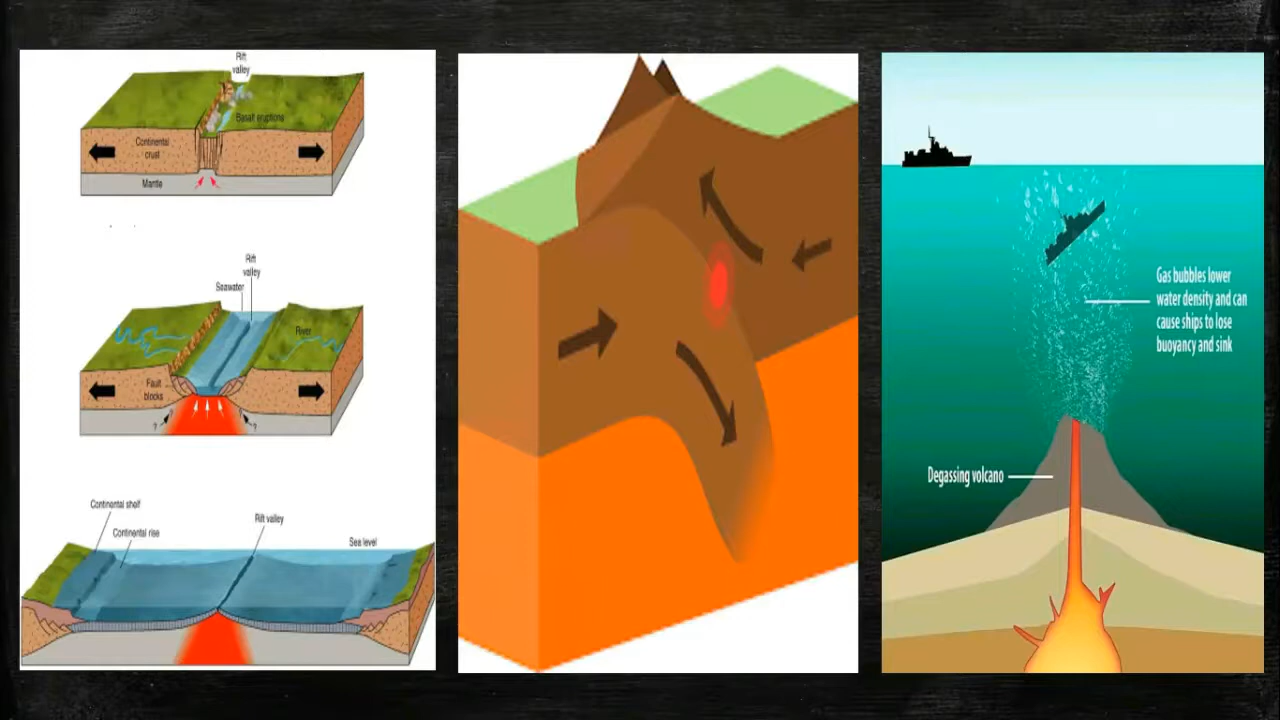 Rift
valley
Basalt eruptions
Continental
crust
Mantle
Rift
valley
Seawater
River
Fault
blocks
?
?
Continental shelf
Continental rise
Rift valley
Sea level
Gas bubbles lower
water density and can
cause ships to lose
buoyancy and sink
Degassing volcano